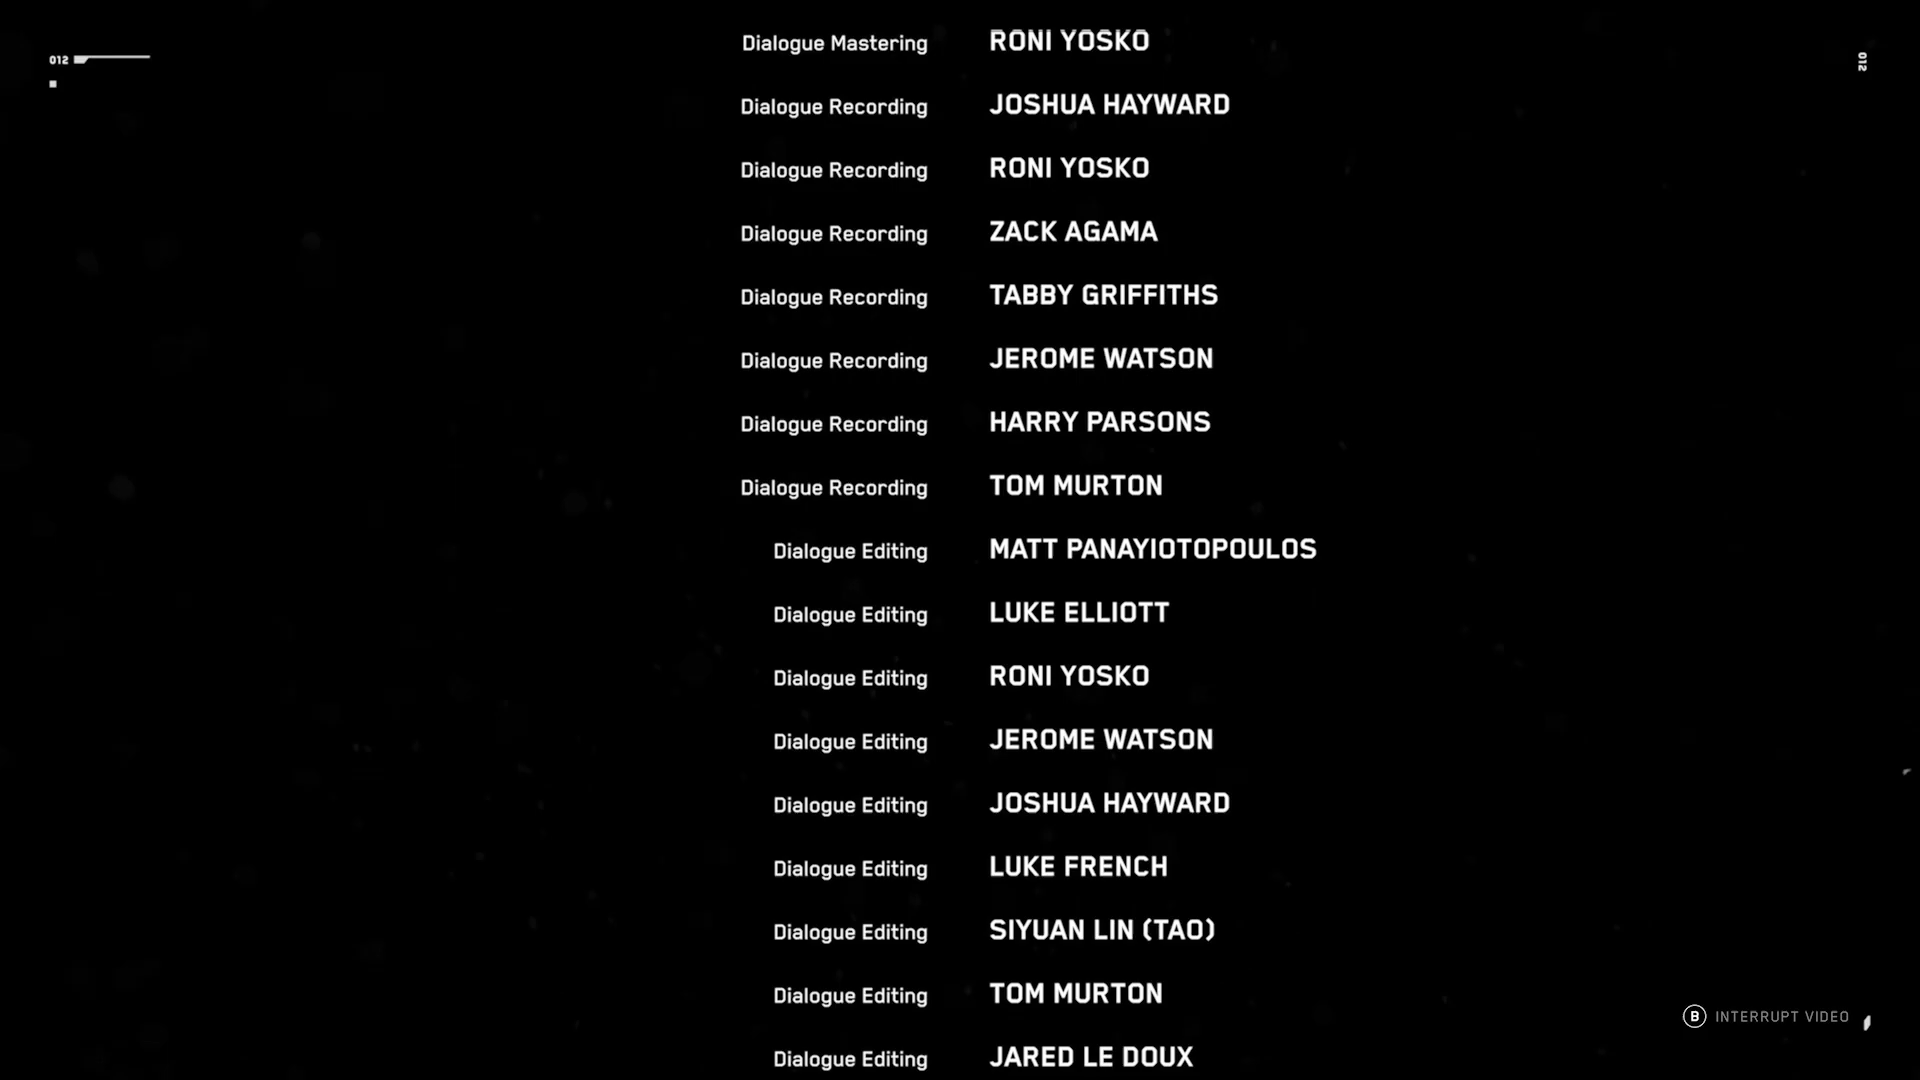 012
012
Dialogue Mastering RONI YOSKO
Dialogue Recording JOSHUA HAYWARD
Dialogue Recording RONI YOSKO
Dialogue Recording ZACK AGAMA
Dialogue Recording TABBY GRIFFITHS
Dialogue Recording JEROME WATSON
Dialogue Recording HARRY PARSONS
Dialogue Recording TOM MURTON
Dialogue Editing MATT PANAYIOTOPOULOS
Dialogue Editing LUKE ELLIOTT
Dialogue Editing RONI YOSKO
Dialogue Editing JEROME WATSON
Dialogue Editing JOSHUA HAYWARD
Dialogue Editing LUKE FRENCH
Dialogue Editing SIYUAN LIN (TAO)
Dialogue Editing TOM MURTON
B INTERRUPT VIDEO
Dialogue Editing JARED LE DOUX